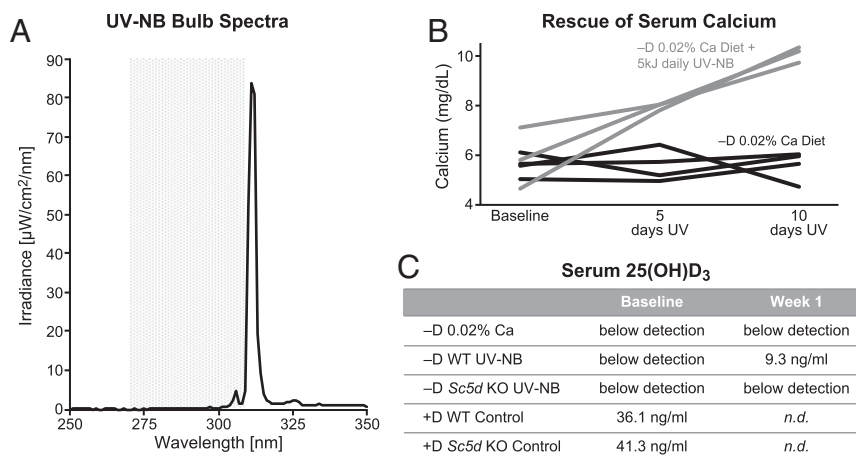 A
UV-NB Bulb Spectra
90
80
70
60
50
40
30
20
10
0
Irradiance [µW/cm2/nm]
250
275
300
325
350
Wavelength [nm]
B
Rescue of Serum Calcium
–D 0.02% Ca Diet +
5kJ daily UV-NB
–D 0.02% Ca Diet
10
8
6
4
Calcium (mg/dL)
Baseline
5
days UV
10
days UV
C
Serum 25(OH)D3
Baseline Week 1
–D 0.02% Ca below detection below detection
–D WT UV-NB below detection 9.3 ng/ml
–D Sc5d KO UV-NB below detection below detection
+D WT Control 36.1 ng/ml n.d.
+D Sc5d KO Control 41.3 ng/ml n.d.